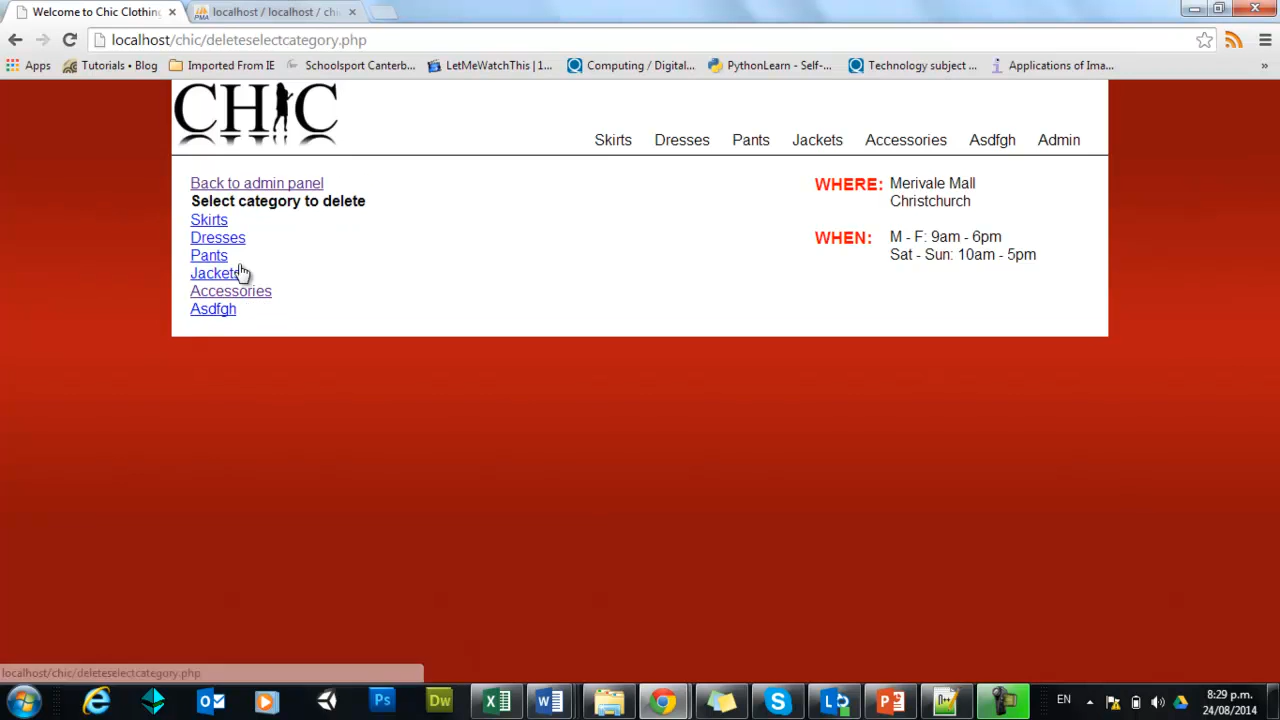 Welcome to Chic Clothing
localhost / localhost / chi
localhost/chic/deleteselectcategory.php
Apps
Tutorials • Blog
Imported From IE
Schoolsport Canterb...
LetMeWatchThis | 1...
Computing / Digital...
PythonLearn - Self-...
Technology subject ...
Applications of Ima...
»
CHIC
Skirts Dresses Pants Jackets Accessories Asdfgh Admin
Back to admin panel
Select category to delete
Skirts
Dresses
Pants
Jackets
Accessories
Asdfgh
WHERE: Merivale Mall
Christchurch
WHEN: M - F: 9am - 6pm
Sat - Sun: 10am - 5pm
localhost/chic/deleteselectcategory.php
EN
8:29 p.m.
24/08/2014